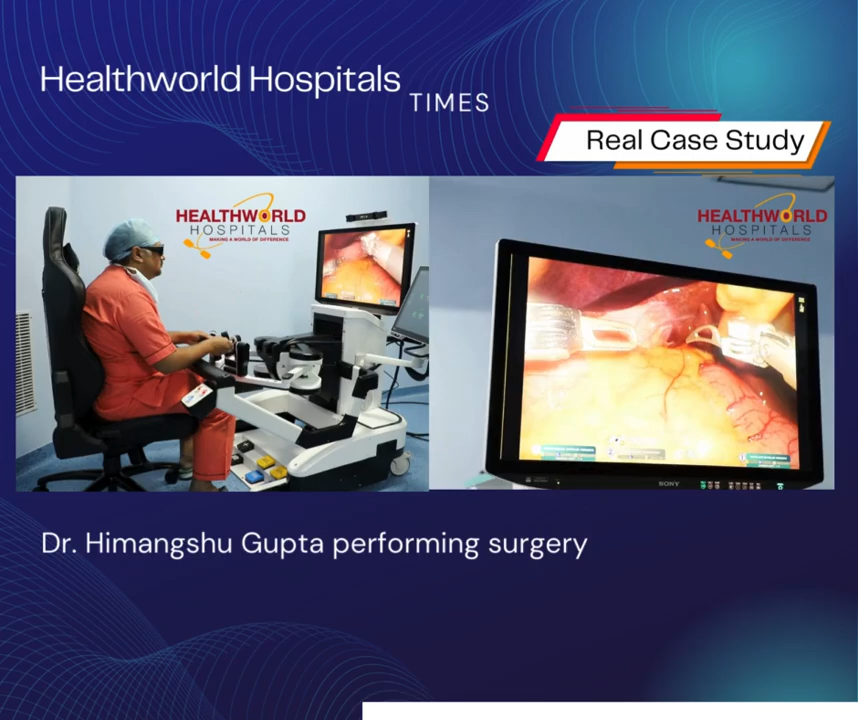 Healthworld Hospitals
TIMES
Real Case Study
HEALTHWORLD
HOSPITALS
MAKING A WORLD OF DIFFERENCE
HEALTHWORLD
HOSPITALS
MAKING A WORLD OF DIFFERENCE
SONY
Dr. Himangshu Gupta performing surgery